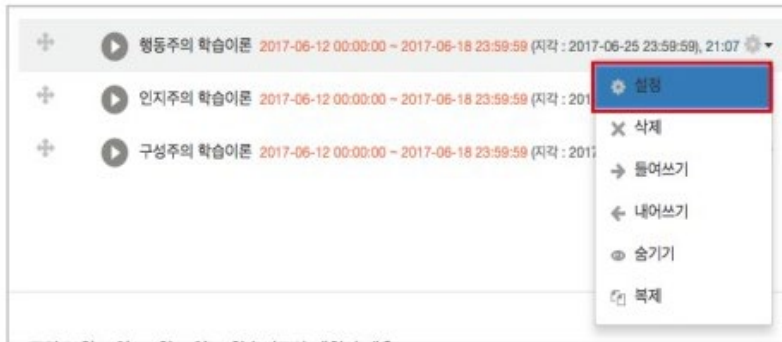 행동주의 학습이론 2017-06-12 00:00:00 ~ 2017-06-18 23:59:59 (지각 : 2017-06-25 23:59:59), 21:07
인지주의 학습이론 2017-06-12 00:00:00 ~ 2017-06-18 23:59:59 (지각 : 201
구성주의 학습이론 2017-06-12 00:00:00 ~ 2017-06-18 23:59:59 (지각 : 2017
설정
삭제
들여쓰기
내어쓰기
숨기기
복제